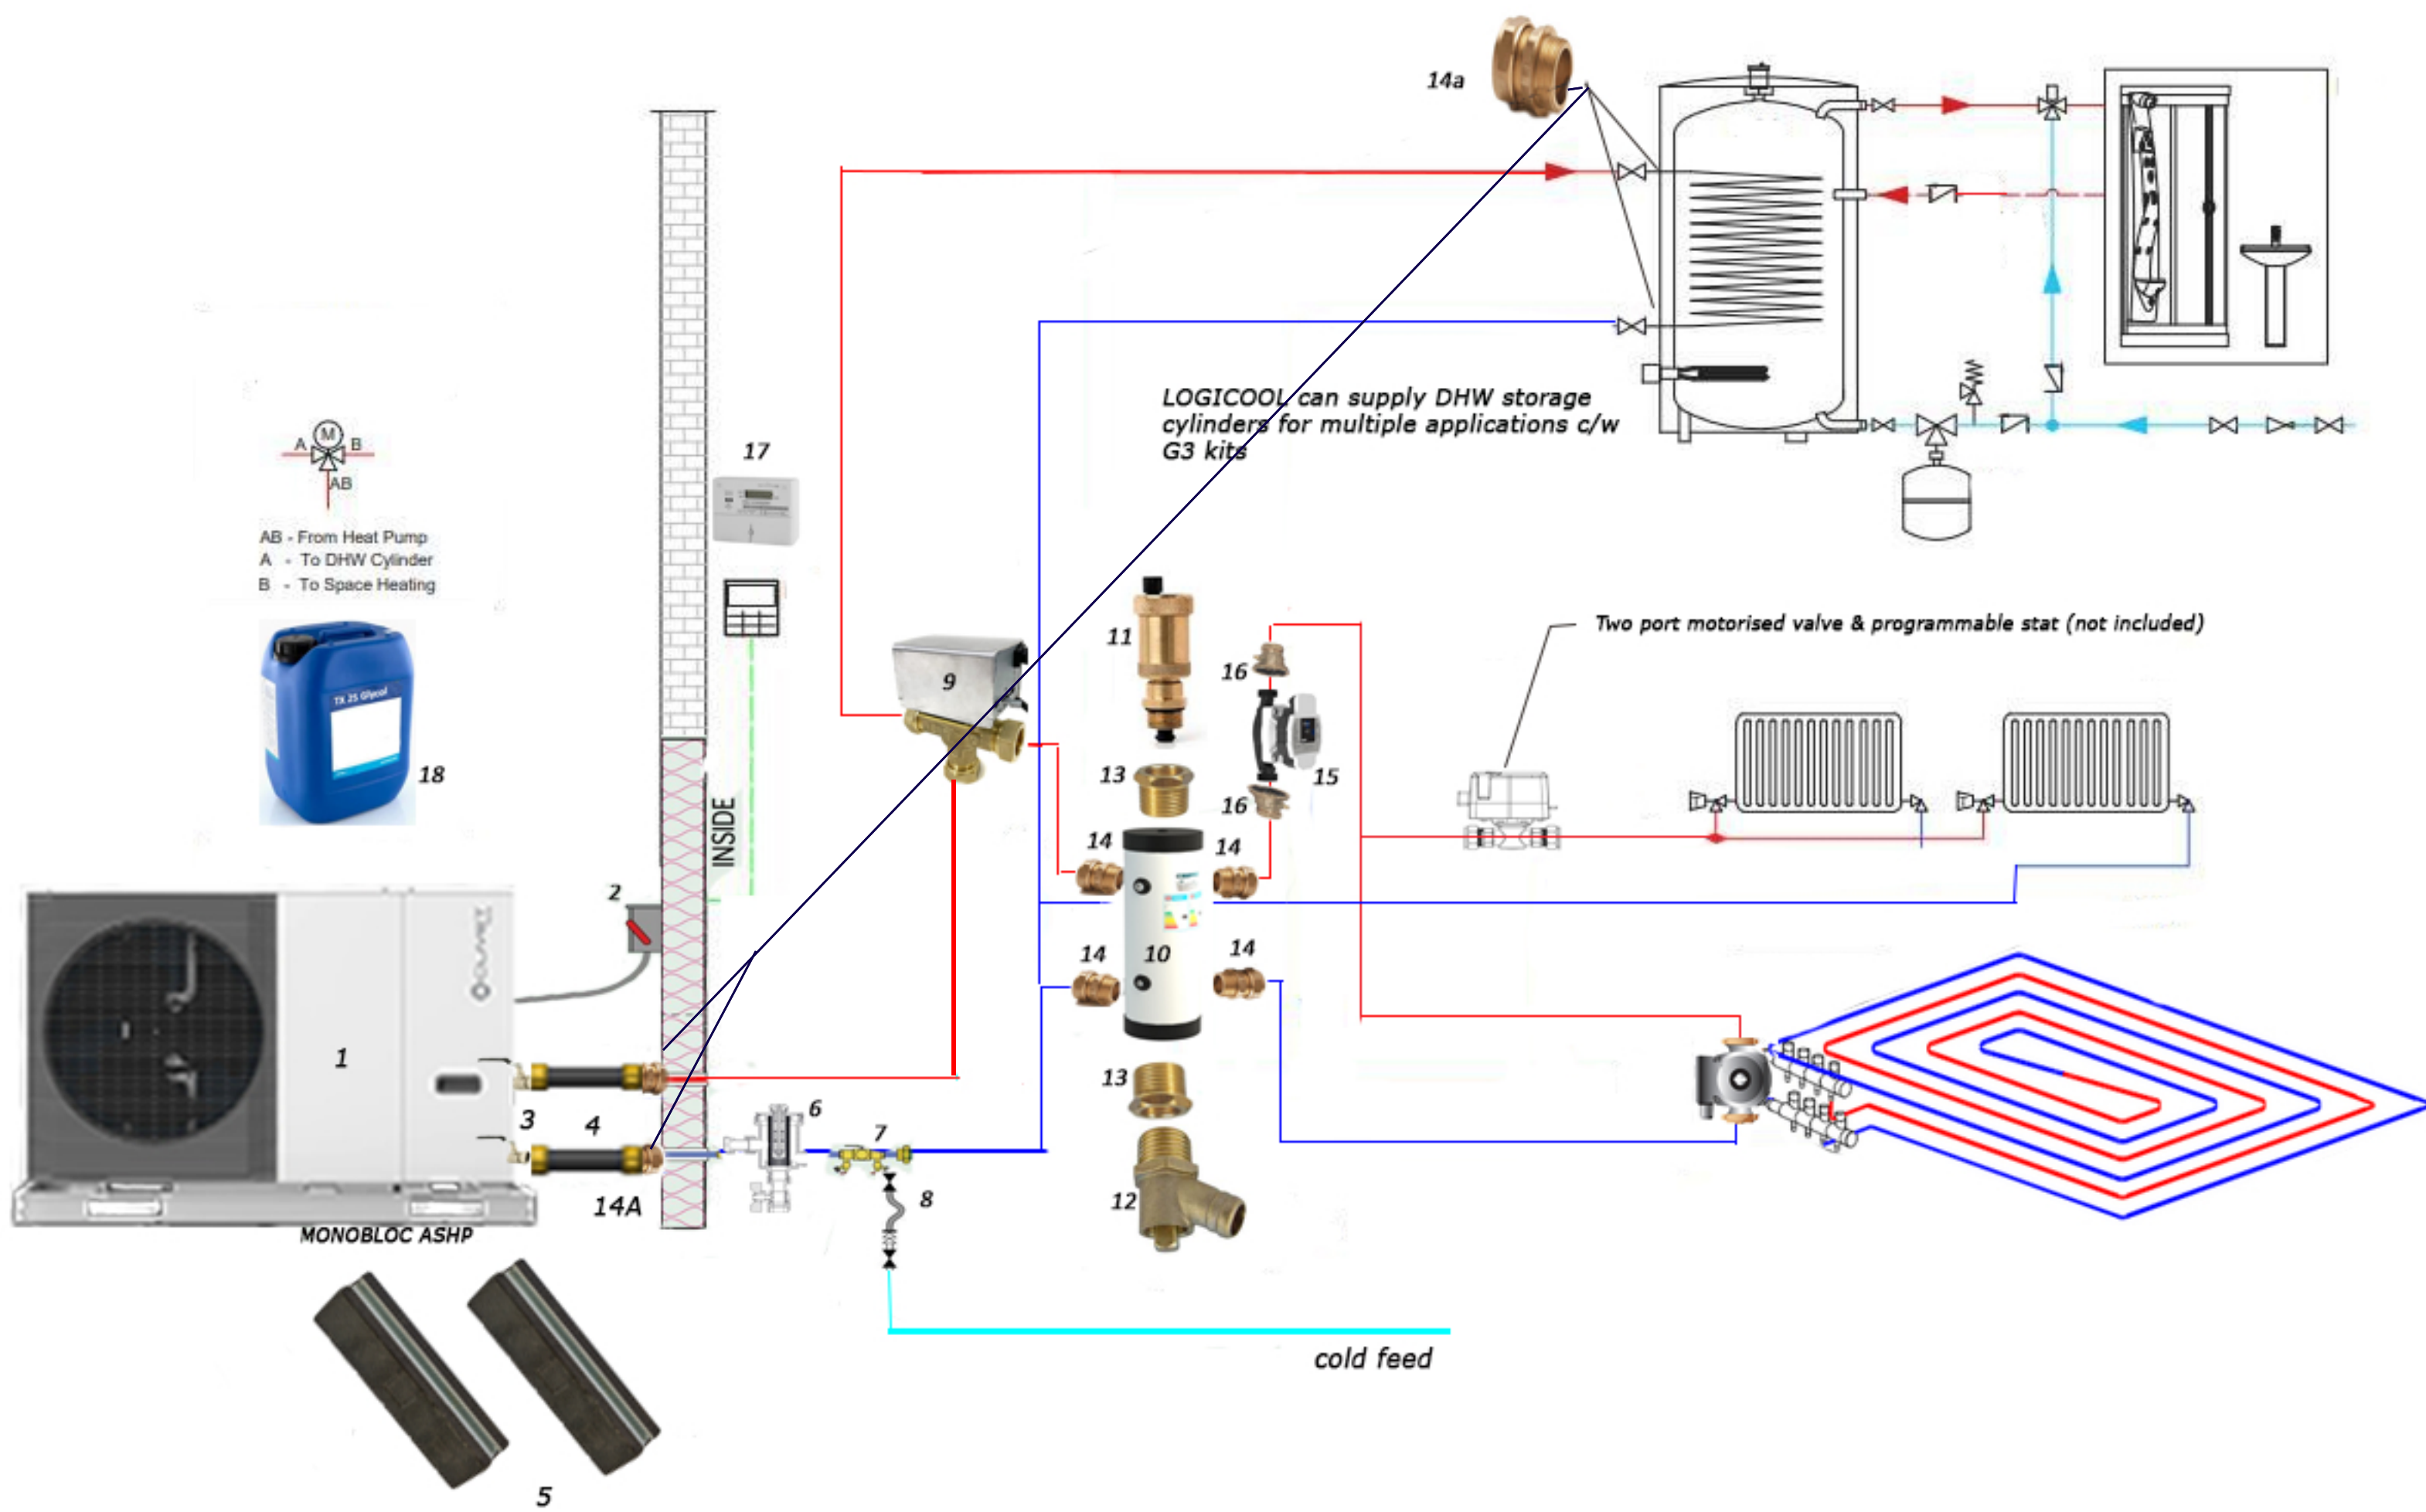 14a
LOGICOOL can supply DHW storage
cylinders for multiple applications c/w
G3 kits
M
A
B
AB
AB - From Heat Pump
A - To DHW Cylinder
B - To Space Heating
17
TX 25 Glycol
18
INSIDE
9
11
16
13
15
16
Two port motorised valve & programmable stat (not included)
14
14
2
14
10
14
1
3
4
6
7
13
8
12
14A
MONOBLOC ASHP
cold feed
5